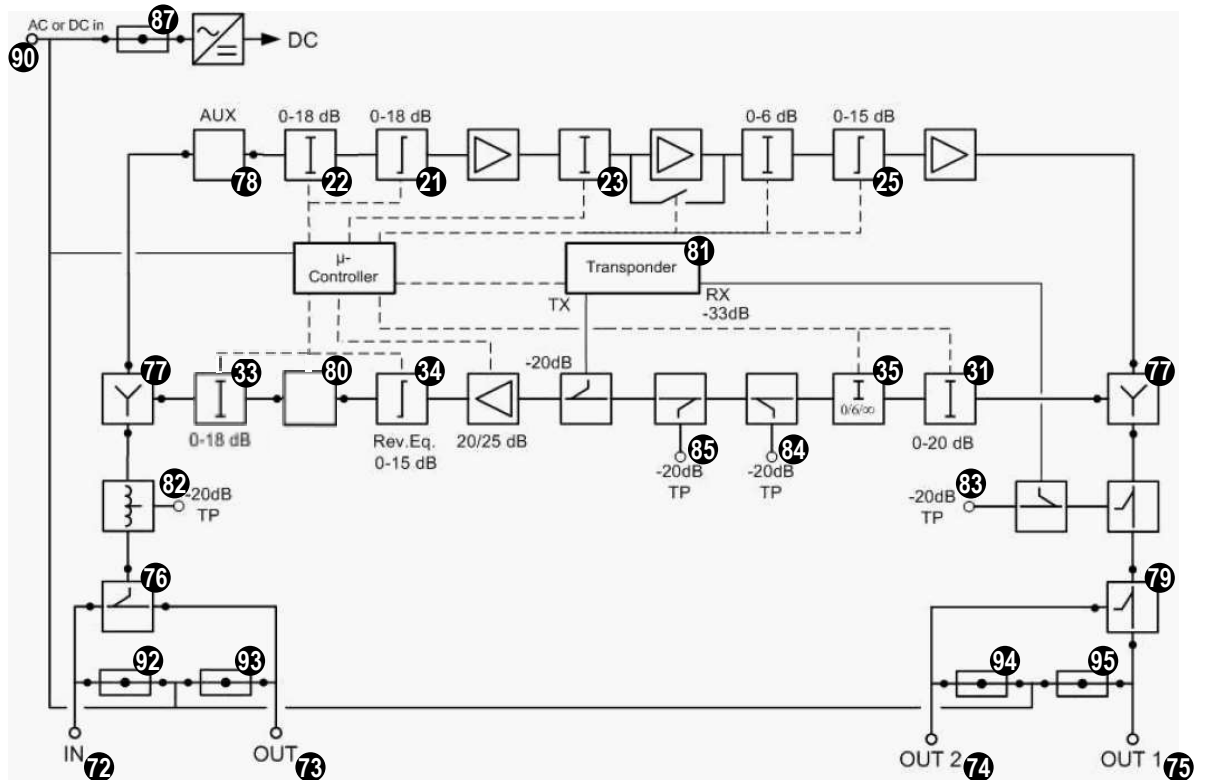 AC or DC in
87
DC
90
AUX
0-18 dB
0-18 dB
0-6 dB
0-15 dB
78
22
21
23
25
µ-
Controller
81
Transponder
TX
RX
-33dB
77
33
80
34
-20dB
35
31
77
0/6/∞
0-18 dB
Rev.Eq.
0-15 dB
20/25 dB
85
84
0-20 dB
-20dB
TP
-20dB
TP
82
-20dB
TP
83
-20dB
TP
76
79
92
93
94
95
IN
72
OUT
73
OUT 2
74
OUT 1
75